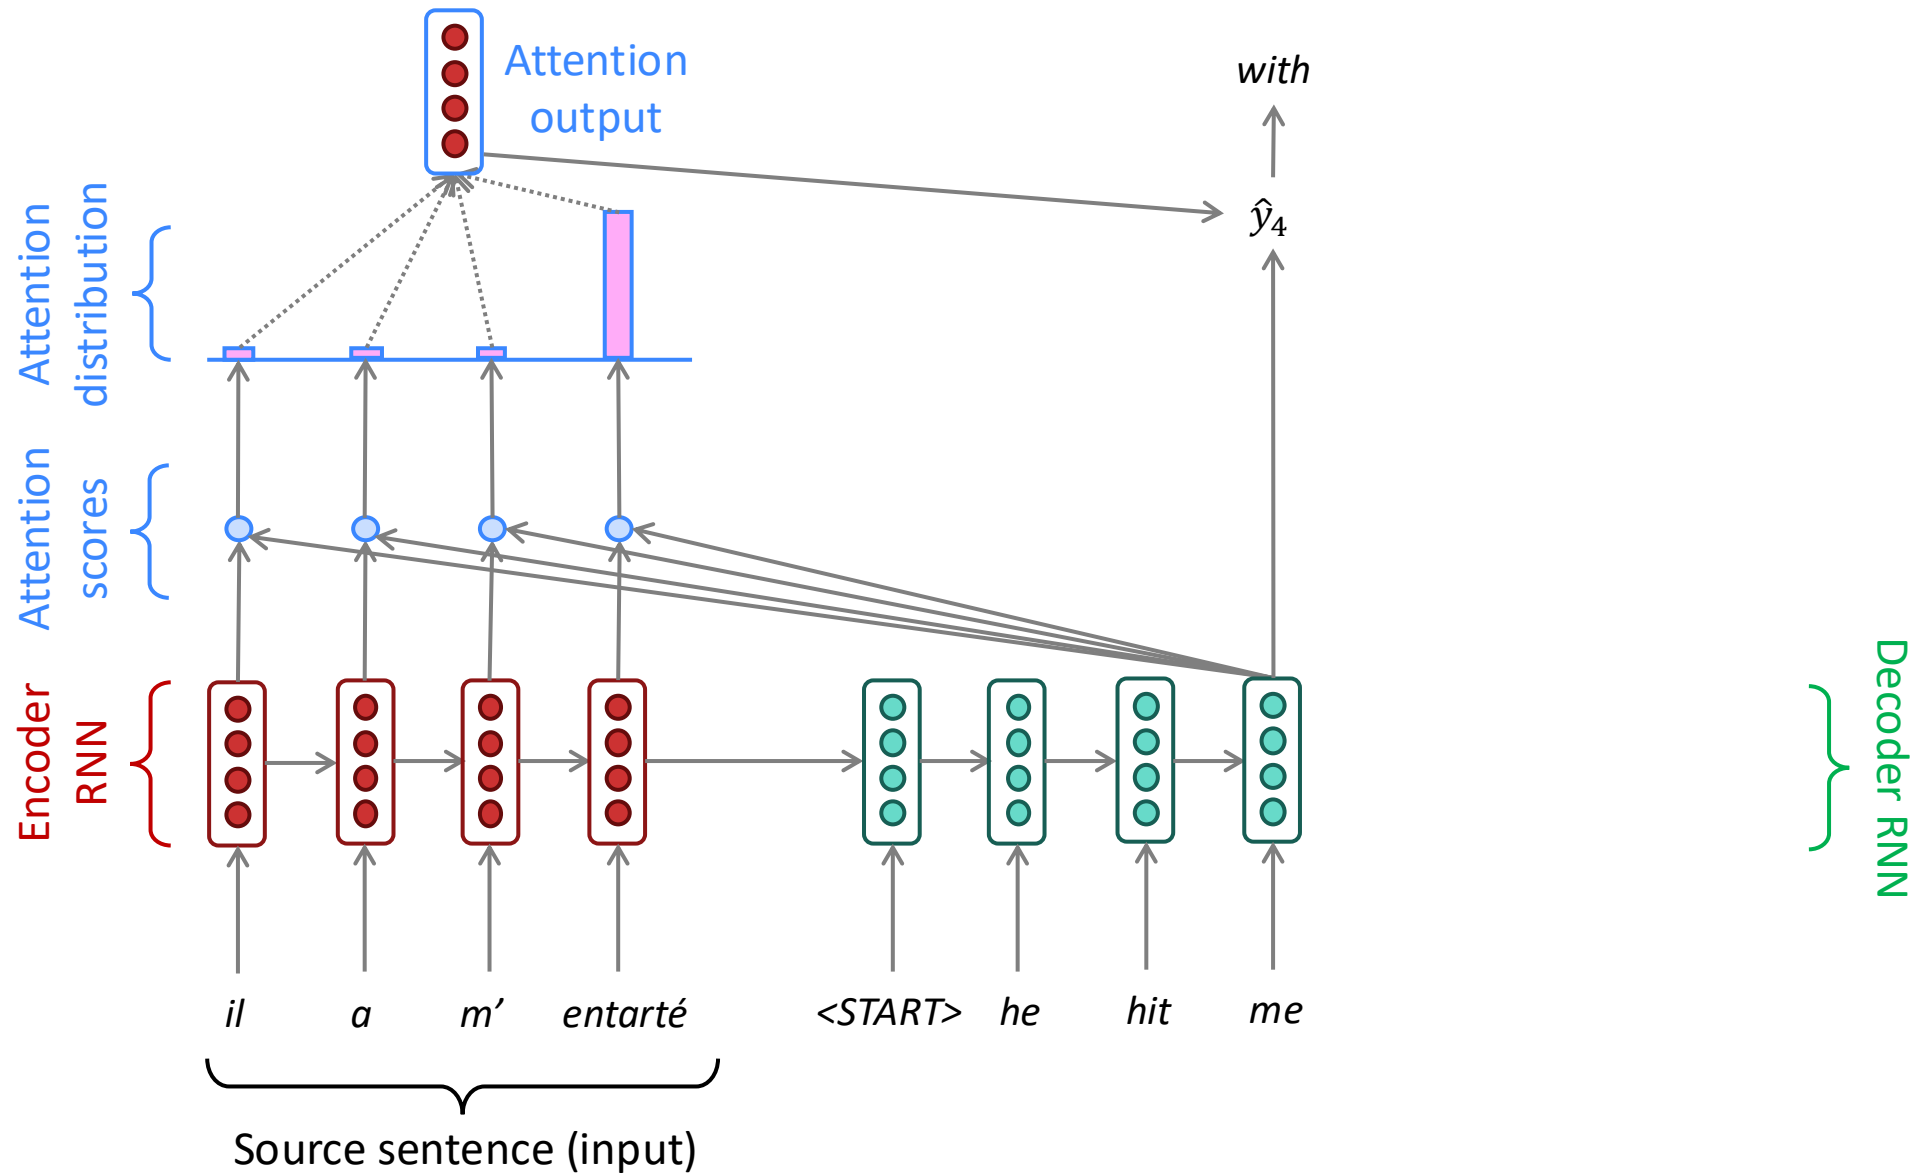 Attention
output
with
ŷ₄
Attention
distribution
Attention
scores
Encoder
RNN
Decoder RNN
il a m’ entarté <START> he hit me
Source sentence (input)